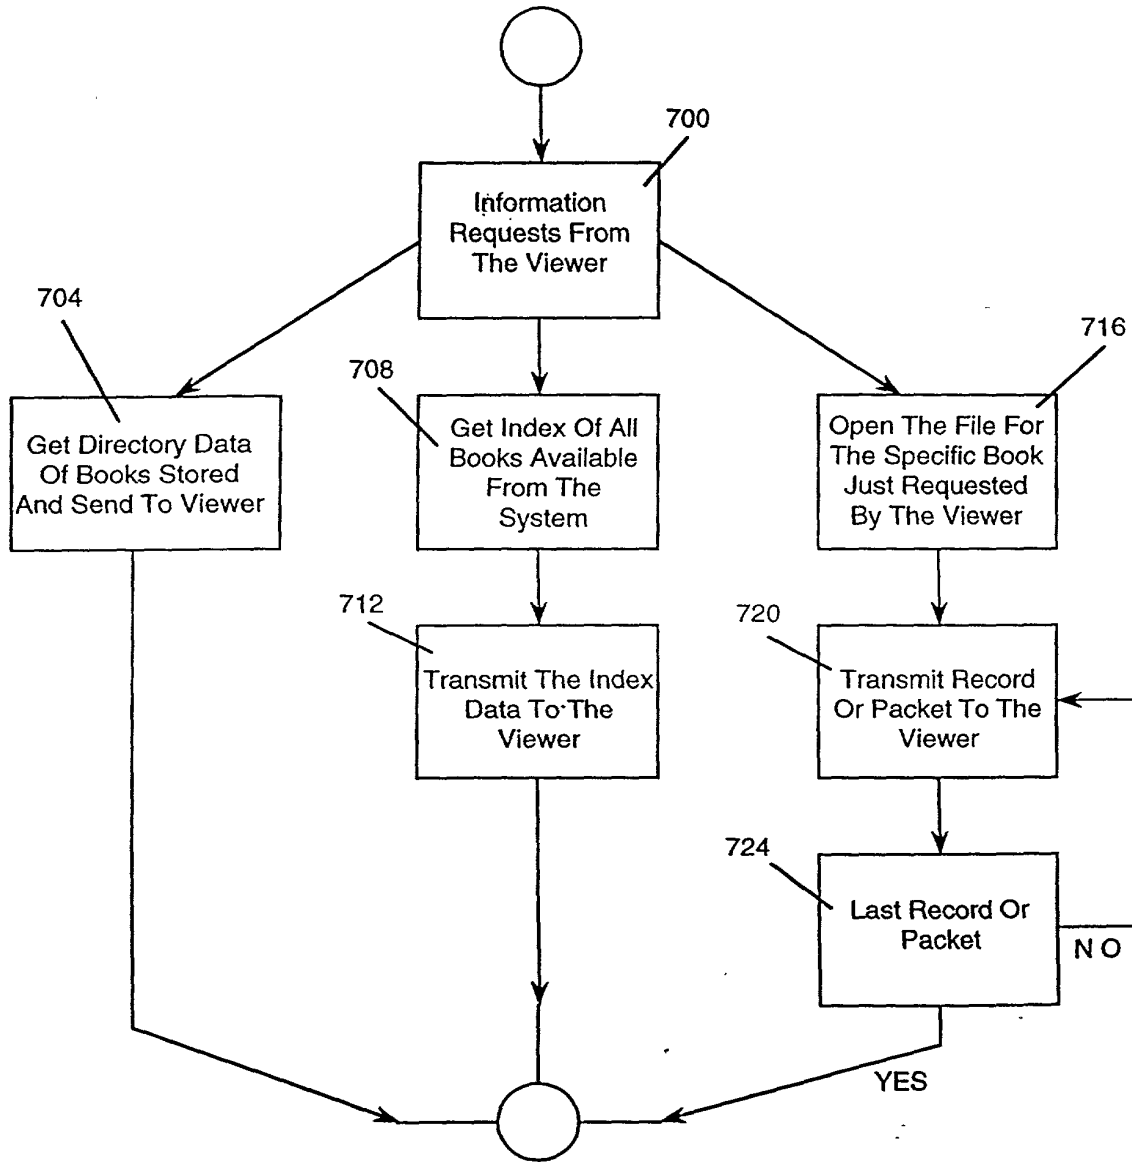 700
Information
Requests From
The Viewer
704
Get Directory Data
Of Books Stored
And Send To Viewer
708
Get Index Of All
Books Available
From The
System
716
Open The File For
The Specific Book
Just Requested
By The Viewer
712
Transmit The Index
Data To The
Viewer
720
Transmit Record
Or Packet To The
Viewer
724
Last Record Or
Packet
NO
YES